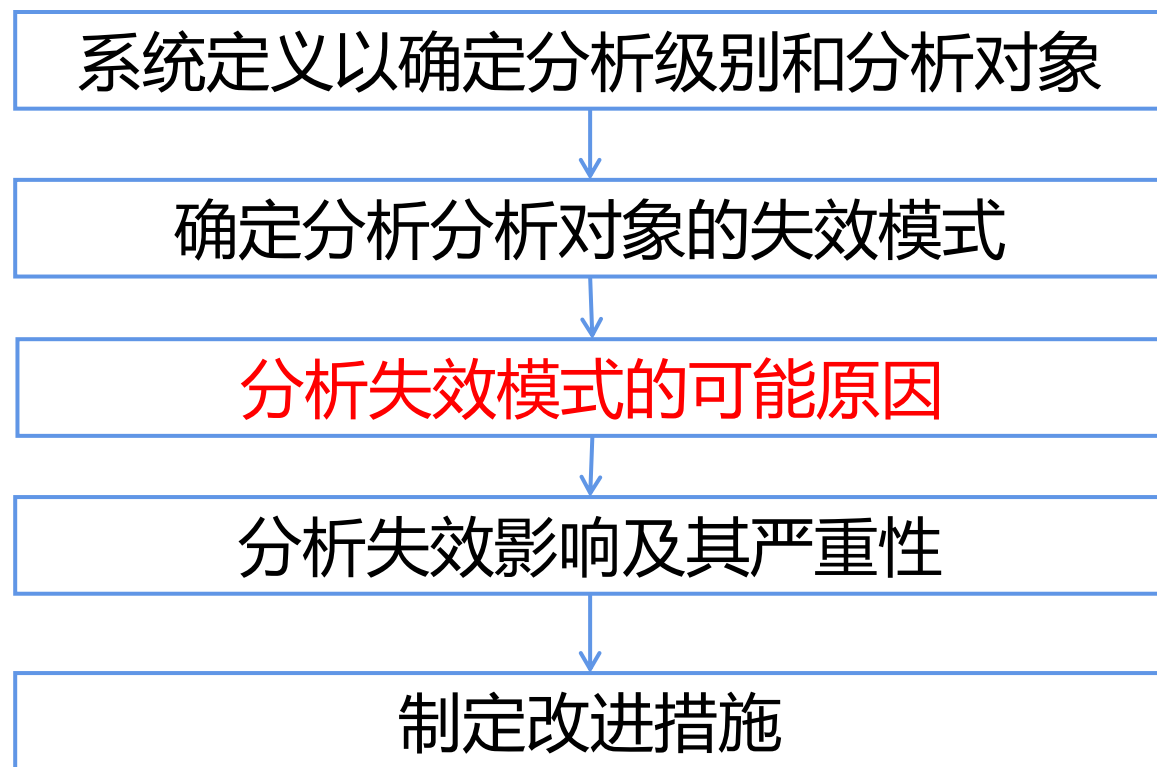 系统定义以确定分析级别和分析对象
确定分析分析对象的失效模式
分析失效模式的可能原因
分析失效影响及其严重性
制定改进措施